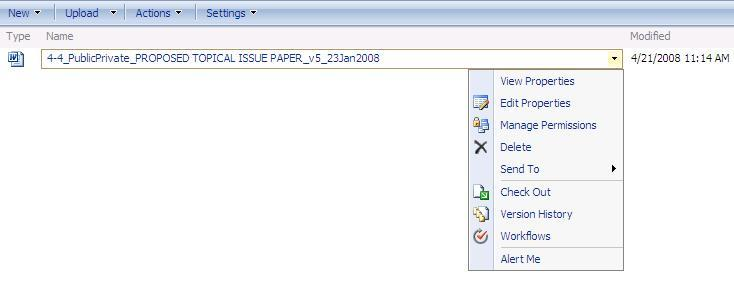 New Upload Actions Settings
Type Name Modified
4-4_PublicPrivate_PROPOSED TOPICAL ISSUE PAPER_v5_23Jan2008 4/21/2008 11:14 AM
View Properties
Edit Properties
Manage Permissions
Delete
Send To
Check Out
Version History
Workflows
Alert Me